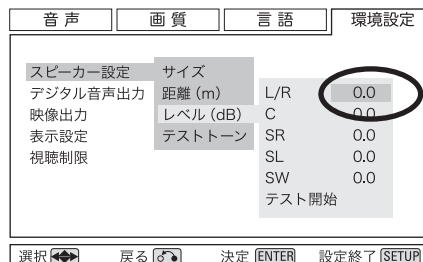 音声 画質 言語 環境設定
スピーカー設定 サイズ
デジタル音声出力 距離(m) L/R 0.0
映像出力 レベル(dB) C 0.0
表示設定 テストトーン SR 0.0
視聴制限 SL 0.0
SW 0.0
テスト開始
選択 戻る 決定 ENTER 設定終了 SETUP